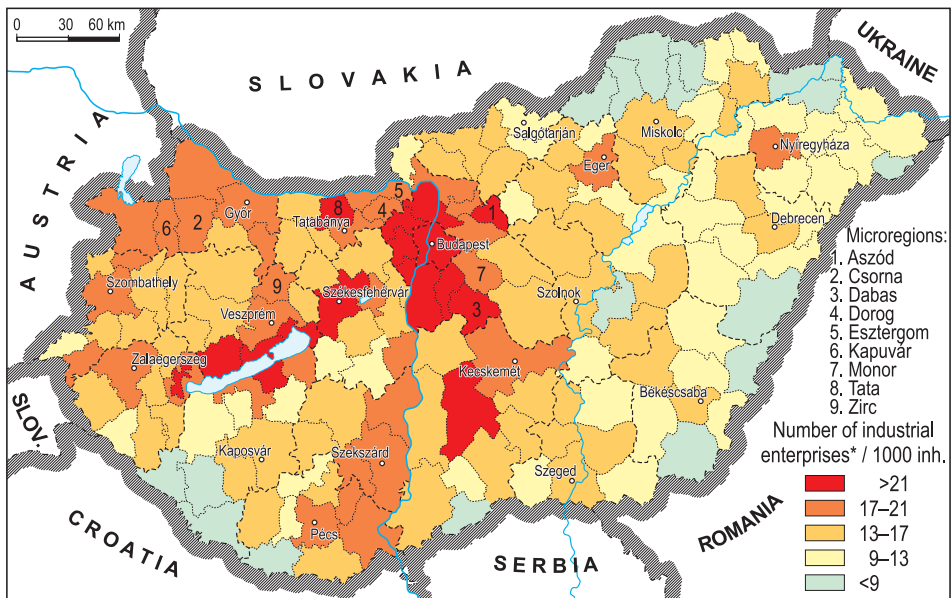 0 30 60 km
SLOVAKIA
UKRAINE
AUSTRIA
SLOV.
CROATIA
SERBIA
ROMANIA
Salgótarján
Miskolc
Eger
Nyíregyháza
Debrecen
Győr
Tatabánya
Budapest
Szombathely
Veszprém
Székesfehérvár
Szolnok
Zalaegerszeg
Kecskemét
Békéscsaba
Kaposvár
Szekszárd
Szeged
Pécs
1
2
3
4
5
6
7
8
9
Microregions:
1. Aszód
2. Csorna
3. Dabas
4. Dorog
5. Esztergom
6. Kapuvár
7. Monor
8. Tata
9. Zirc
Number of industrial
enterprises* / 1000 inh.
>21
17–21
13–17
9–13
<9